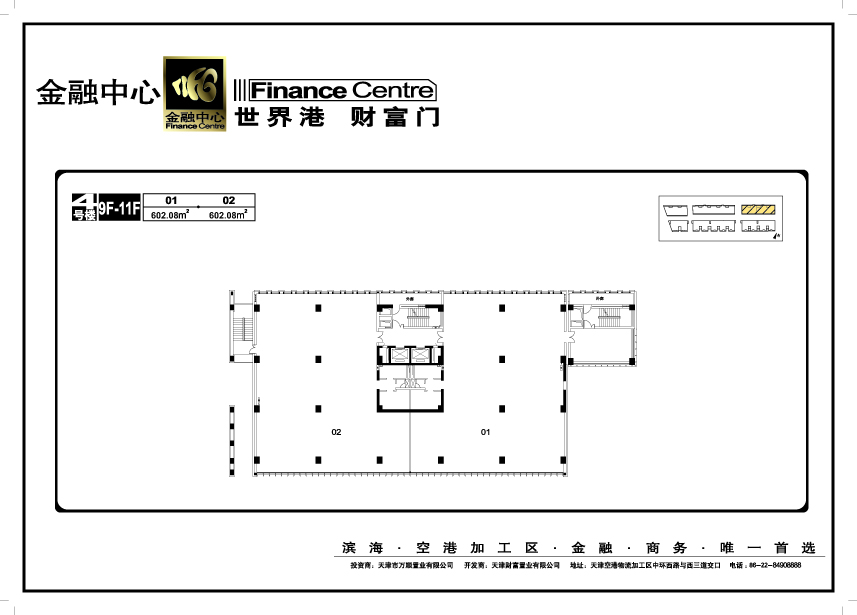 金融中心
金融中心
Finance Centre
Finance Centre
世界港 财富门
4号楼 9F-11F
01 02
602.08m² 602.08m²
外廊
外廊
02 01
滨海·空港加工区·金融·商务·唯一首选
投资商：天津市万顺置业有限公司 开发商：天津财富置业有限公司 地址：天津空港物流加工区中环西路与西三道交口 电话：86-22-84908888